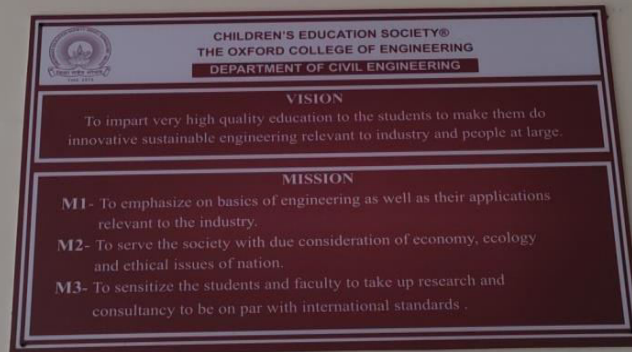 CHILDREN'S EDUCATION SOCIETY®
THE OXFORD COLLEGE OF ENGINEERING
DEPARTMENT OF CIVIL ENGINEERING
VISION
To impart very high quality education to the students to make them do
innovative sustainable engineering relevant to industry and people at large.
MISSION
M1- To emphasize on basics of engineering as well as their applications
relevant to the industry.
M2- To serve the society with due consideration of economy, ecology
and ethical issues of nation.
M3- To sensitize the students and faculty to take up research and
consultancy to be on par with international standards .